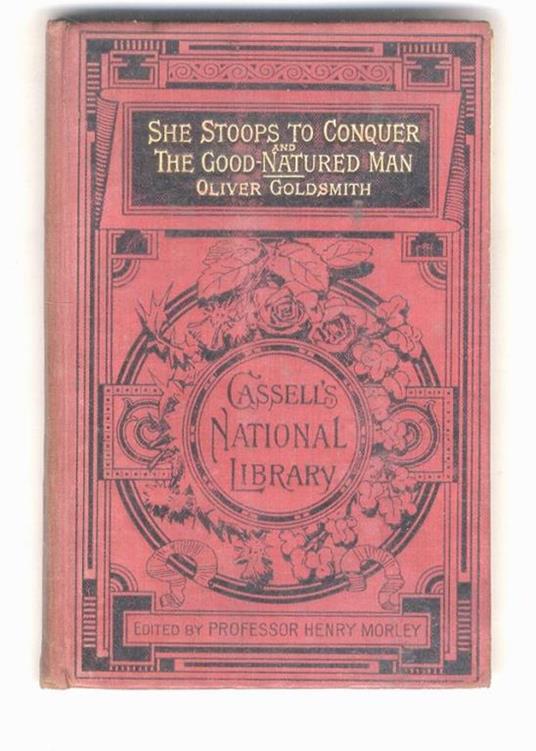 SHE STOOPS TO CONQUER
AND
THE GOOD-NATURED MAN
OLIVER GOLDSMITH
CASSELL'S
NATIONAL
LIBRARY
EDITED BY PROFESSOR HENRY MORLEY